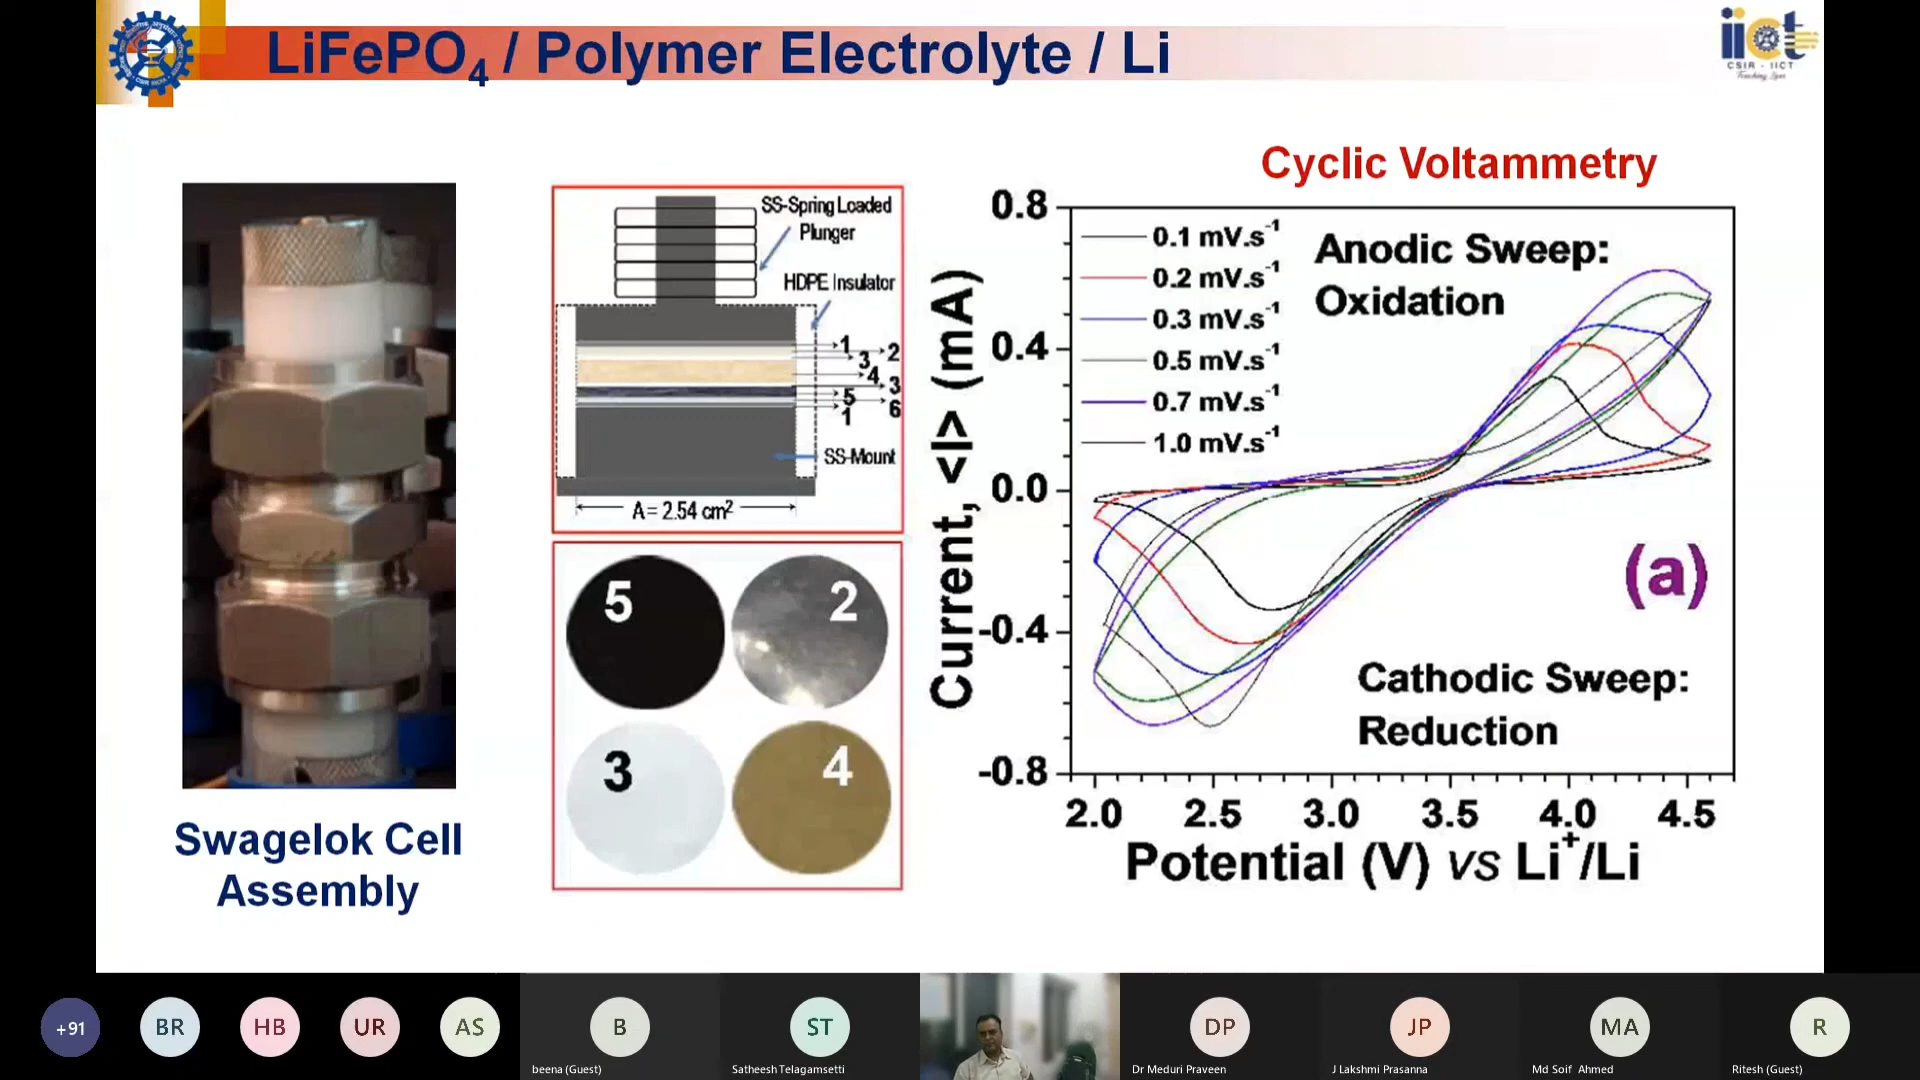 LiFePO4 / Polymer Electrolyte / Li
iict
CSIR - IICT
Touching Lives
SS-Spring Loaded
Plunger
HDPE Insulator
1
2
3
4
3
5
6
1
SS-Mount
A = 2.54 cm²
5
2
3
4
Swagelok Cell
Assembly
Cyclic Voltammetry
0.8
0.4
0.0
-0.4
-0.8
Current, <I> (mA)
0.1 mV.s⁻¹
0.2 mV.s⁻¹
0.3 mV.s⁻¹
0.5 mV.s⁻¹
0.7 mV.s⁻¹
1.0 mV.s⁻¹
Anodic Sweep:
Oxidation
(a)
Cathodic Sweep:
Reduction
2.0 2.5 3.0 3.5 4.0 4.5
Potential (V) vs Li⁺/Li
+91
BR
HB
UR
AS
B
beena (Guest)
ST
Satheesh Telagamsetti
DP
Dr Meduri Praveen
JP
J Lakshmi Prasanna
MA
Md Soif Ahmed
R
Ritesh (Guest)